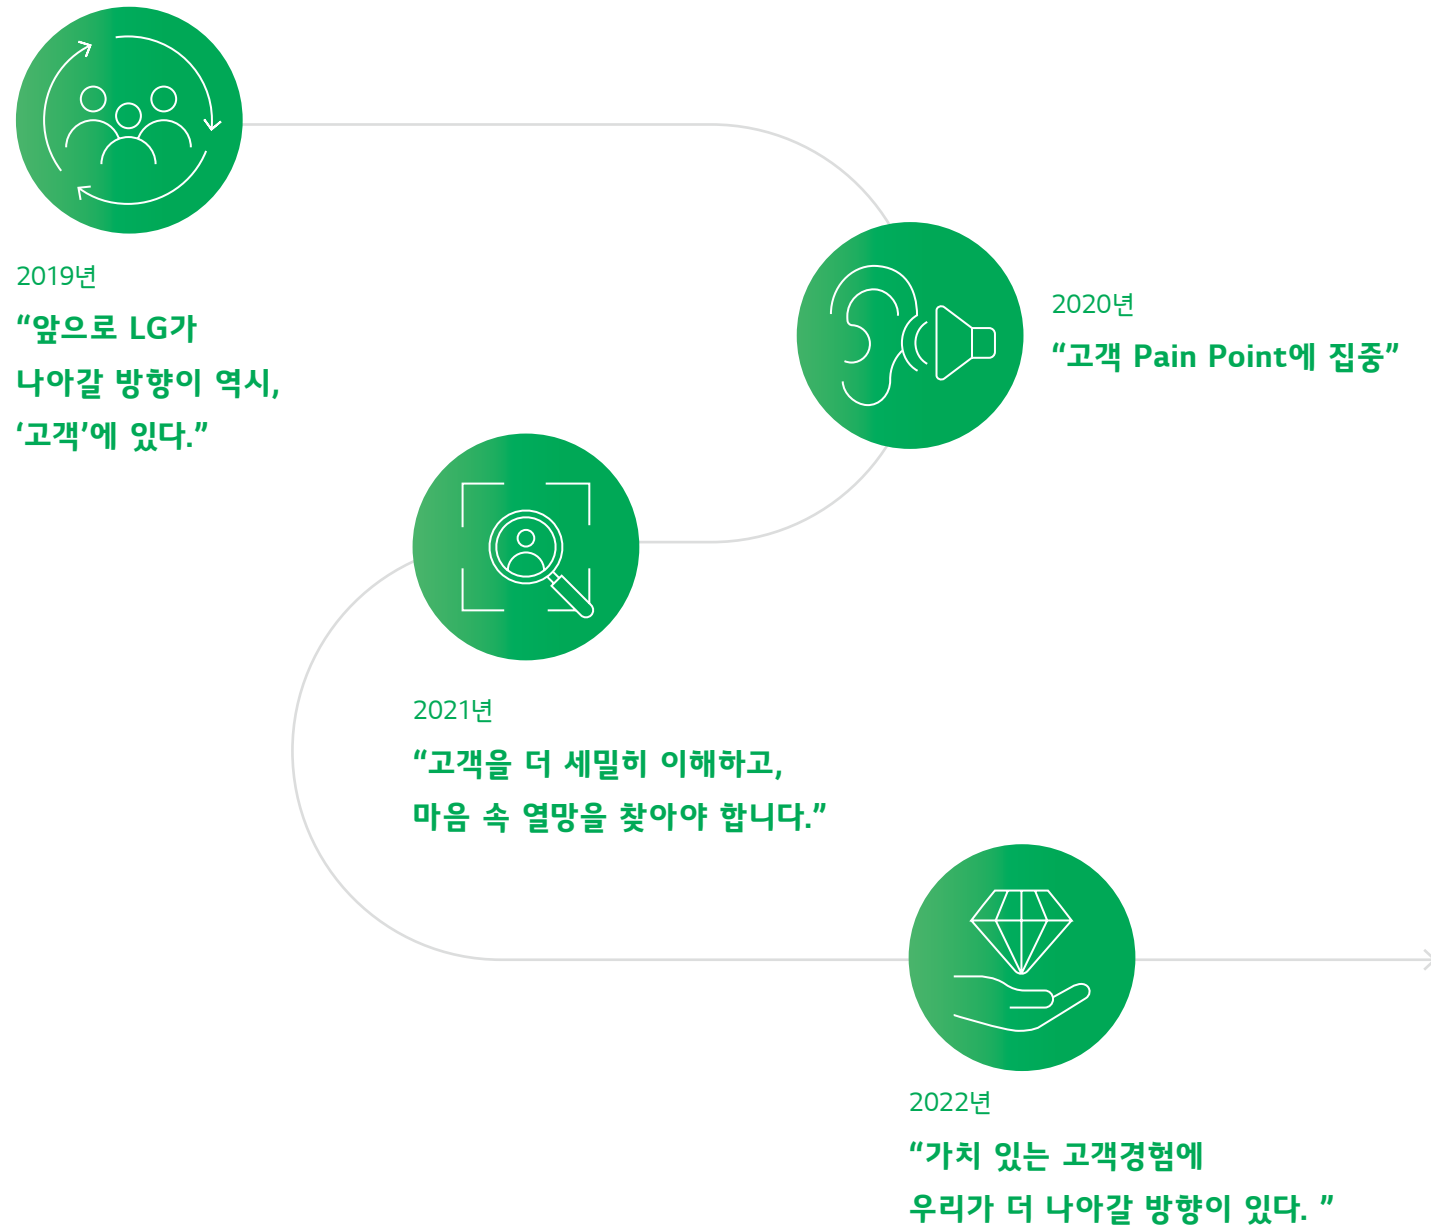 2019년
“앞으로 LG가
나아갈 방향이 역시,
‘고객’에 있다.”
2020년
“고객 Pain Point에 집중”
2021년
“고객을 더 세밀히 이해하고,
마음 속 열망을 찾아야 합니다.”
2022년
“가치 있는 고객경험에
우리가 더 나아갈 방향이 있다. ”